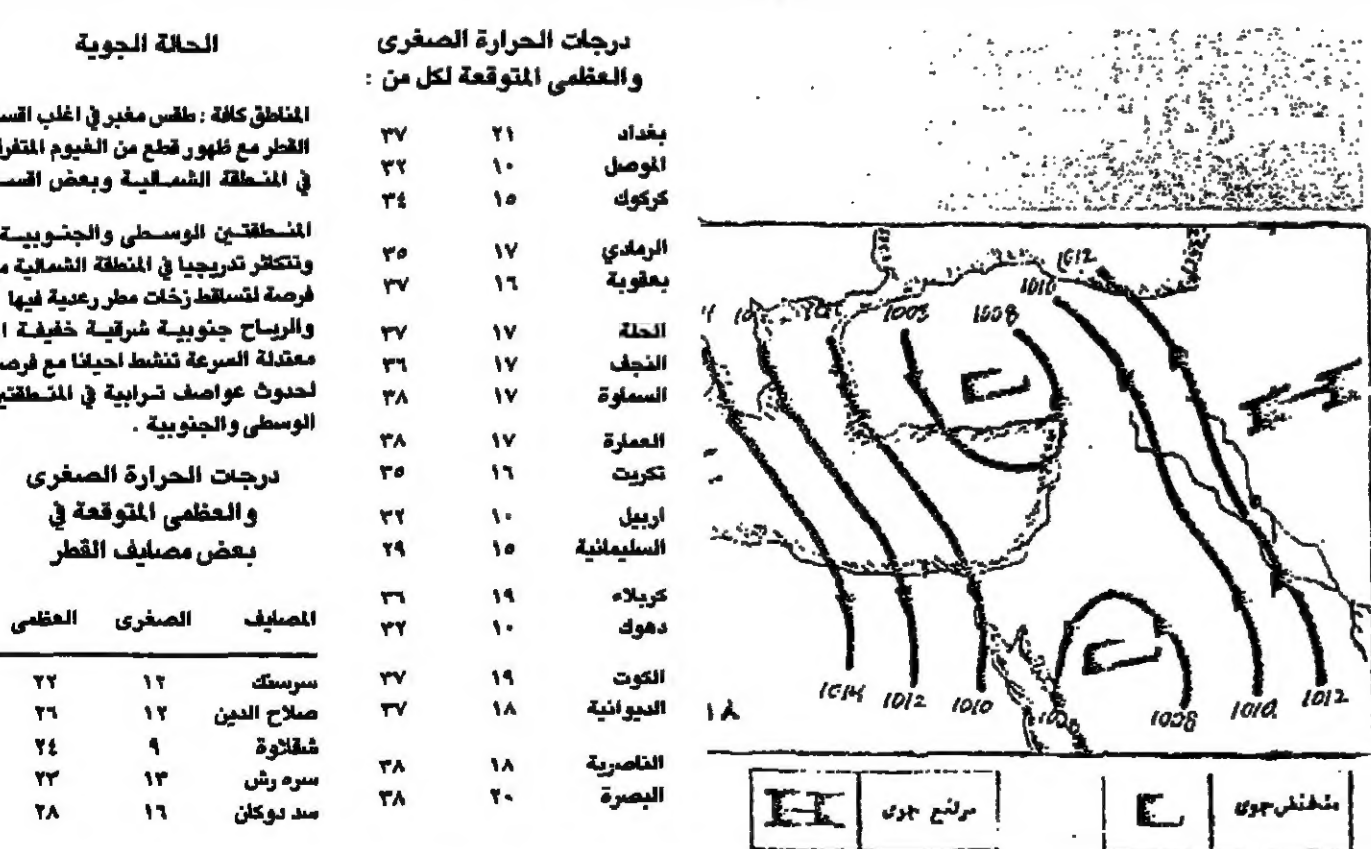 درجات الحرارة الصغرى
والعظمى المتوقعة لكل من :
بغداد ٢١ ٣٧
الموصل ١٠ ٣٢
كركوك ١٥ ٣٤
الرمادي ١٧ ٣٥
بعقوبة ١٦ ٣٧
الحلة ١٧ ٣٧
النجف ١٧ ٣٦
السماوة ١٧ ٣٨
العمارة ١٧ ٣٨
تكريت ١٦ ٣٥
اربيل ١٠ ٣٢
السليمانية ١٥ ٢٩
كربلاء ١٩ ٣٦
دهوك ١٠ ٣٢
الكوت ١٩ ٣٧
الديوانية ١٨ ٣٧
الناصرية ١٨ ٣٨
البصرة ٢٠ ٣٨
الحالة الجوية
المناطق كافة : طقس مغبر في اغلب اقس
القطر مع ظهور قطع من الغيوم المتفر
في المنطقة الشمالية وبعض اقس
المنطقتين الوسطى والجنوبية
وتتكاثر تدريجيا في المنطقة الشمالية م
فرصة لتساقط زخات مطر رعدية فيها
والرياح جنوبية شرقية خفيفة ا
معتدلة السرعة تنشط احيانا مع فرص
لحدوث عواصف ترابية في المنطقتي
الوسطى والجنوبية .
درجات الحرارة الصغرى
والعظمى المتوقعة في
بعض مصايف القطر
المصايف الصغرى العظمى
سرسنك ١٢ ٢٢
صلاح الدين ١٢ ٢٦
شقلاوة ٩ ٢٤
سره رش ١٣ ٢٣
سد دوكان ١٦ ٢٨
1012
1010
1008
1008
L
H
L
1014 1012 1010 1008 1010 1012
١٨
منخفض جوي L
مرتفع جوي H